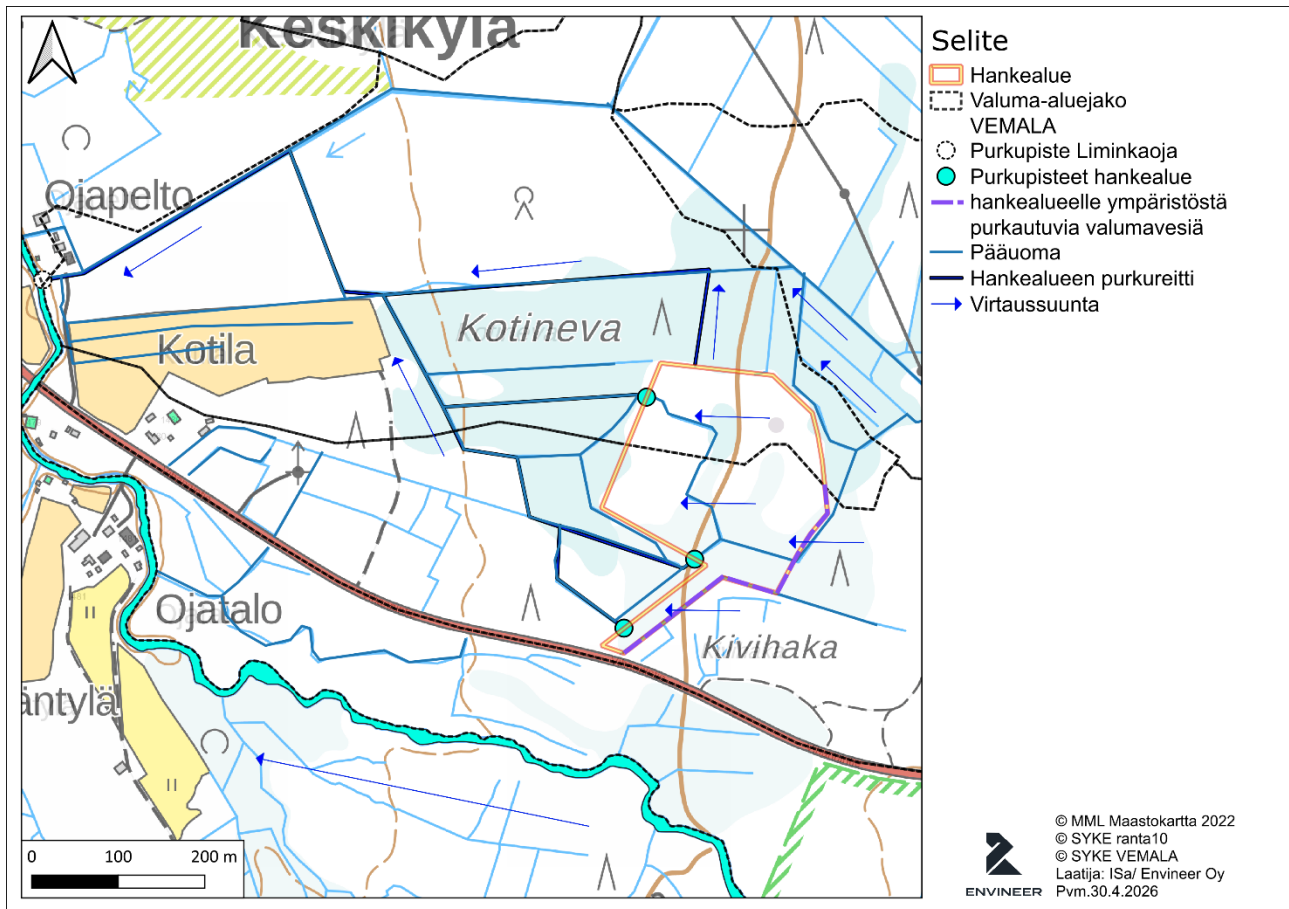 Keskikylä
Ojapelto
Kotila
Kotineva
Ojatalo
Kivihaka
äntylä
II
II
0 100 200 m
Selite
Hankealue
Valuma-aluejako
VEMALA
Purkupiste Liminkaoja
Purkupisteet hankealue
hankealueelle ympäristöstä
purkautuvia valumavesiä
Pääuoma
Hankealueen purkureitti
Virtaussuunta
ENVINEER
© MML Maastokartta 2022
© SYKE ranta10
© SYKE VEMALA
Laatija: ISa/ Envineer Oy
Pvm.30.4.2026